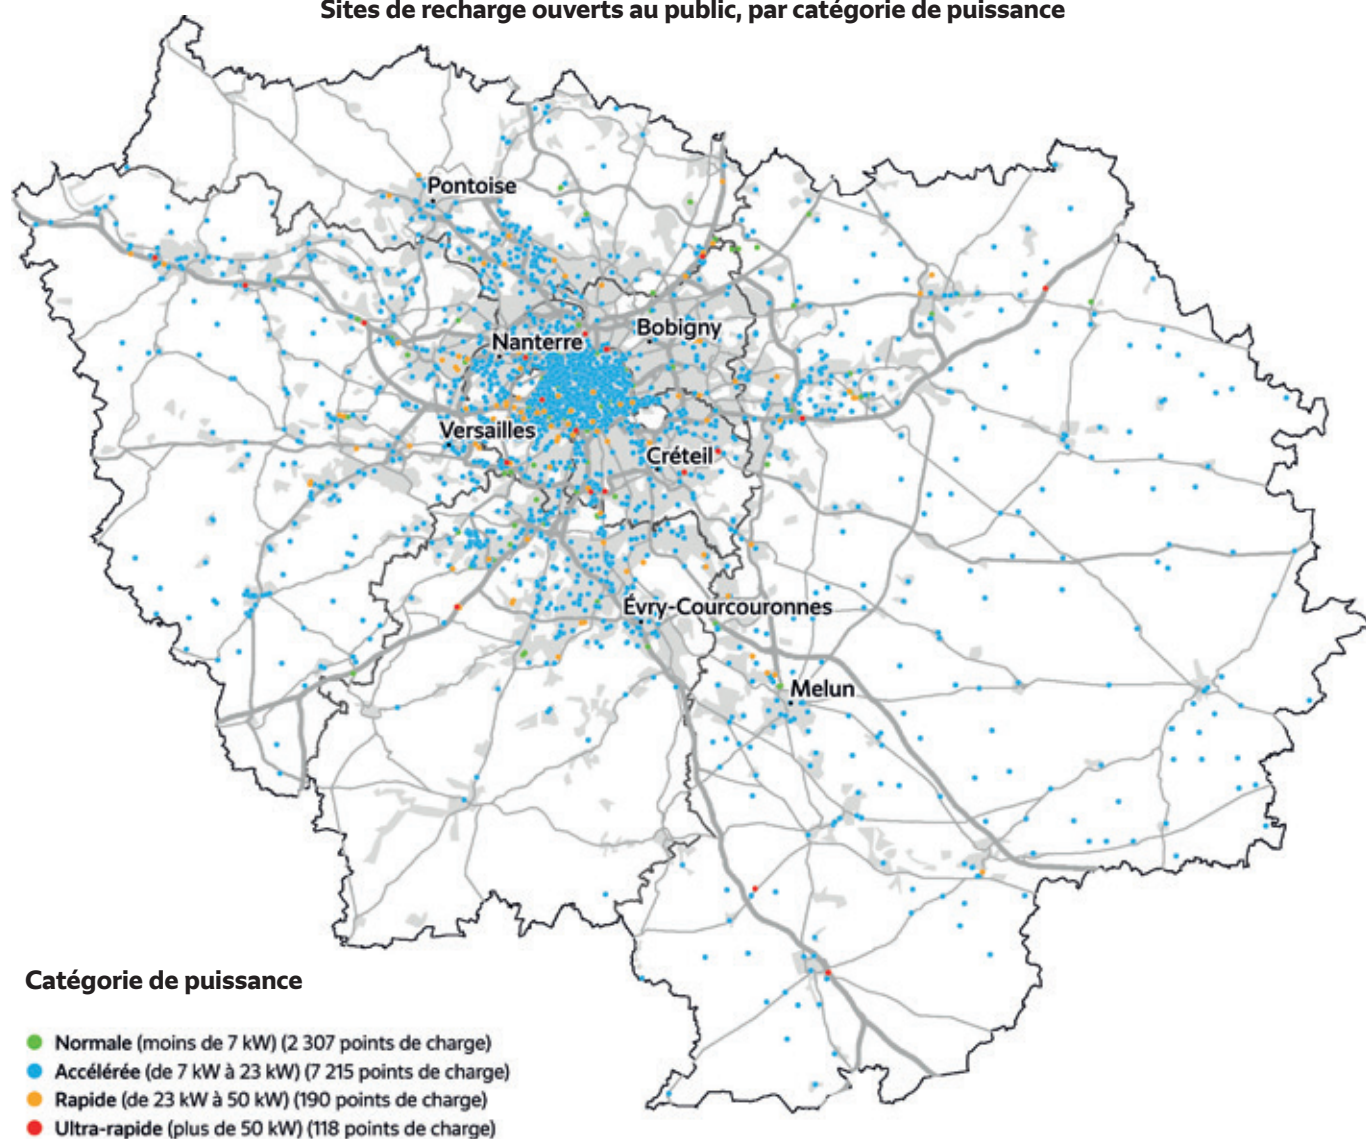 Sites de recharge ouverts au public, par catégorie de puissance
Pontoise
Nanterre
Bobigny
Versailles
Créteil
Évry-Courcouronnes
Melun
Catégorie de puissance
Normale (moins de 7 kW) (2 307 points de charge)
Accélérée (de 7 kW à 23 kW) (7 215 points de charge)
Rapide (de 23 kW à 50 kW) (190 points de charge)
Ultra-rapide (plus de 50 kW) (118 points de charge)